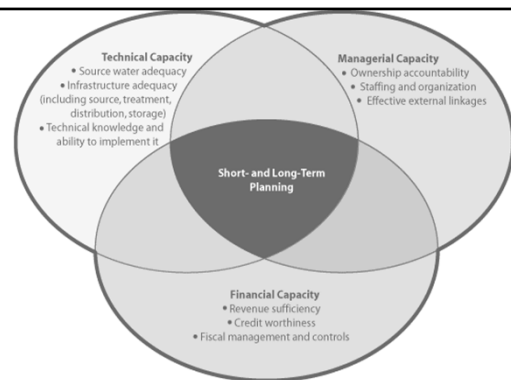 Technical Capacity
• Source water adequacy
• Infrastructure adequacy
(including source, treatment,
distribution, storage)
• Technical knowledge and
ability to implement it
Managerial Capacity
• Ownership accountability
• Staffing and organization
• Effective external linkages
Short- and Long-Term
Planning
Financial Capacity
• Revenue sufficiency
• Credit worthiness
• Fiscal management and controls